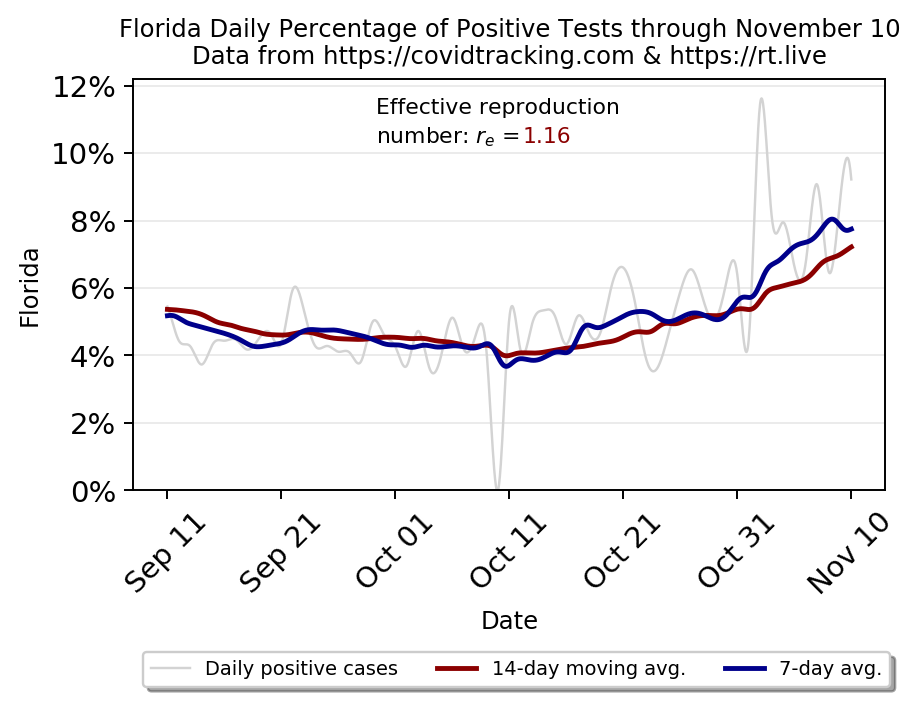 Florida Daily Percentage of Positive Tests through November 10
Data from https://covidtracking.com & https://rt.live
Effective reproduction
number: rₑ = 1.16
12%
10%
8%
6%
4%
2%
0%
Florida
Sep 11
Sep 21
Oct 01
Oct 11
Oct 21
Oct 31
Nov 10
Date
Daily positive cases
14-day moving avg.
7-day avg.